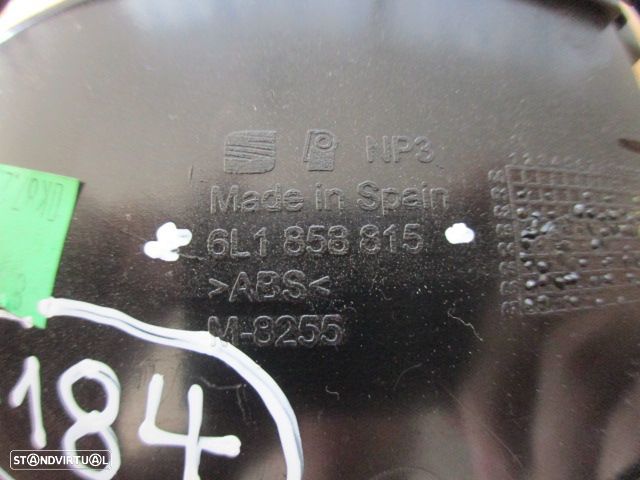 NP3
Made in Spain
6L1 858 815
>ABS<
M-8255
184
STANDVIRTUAL